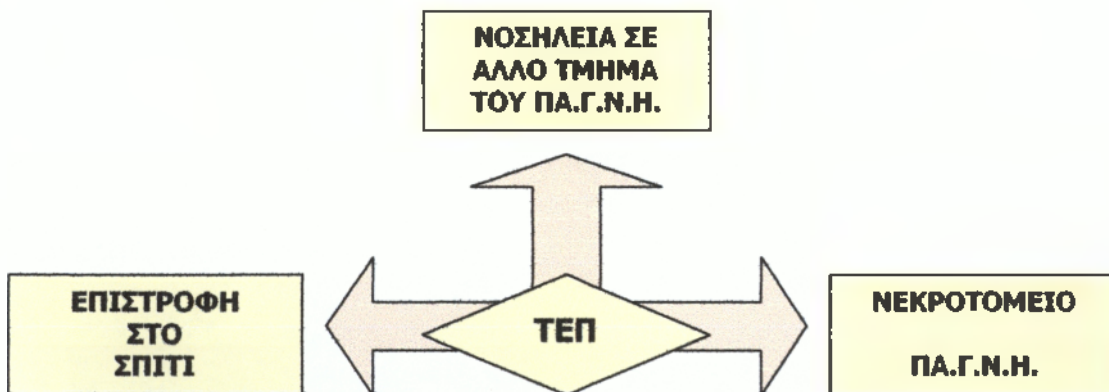 ΝΟΣΗΛΕΙΑ ΣΕ
ΑΛΛΟ ΤΜΗΜΑ
ΤΟΥ ΠΑ.Γ.Ν.Η.
ΕΠΙΣΤΡΟΦΗ
ΣΤΟ
ΣΠΙΤΙ
ΤΕΠ
ΝΕΚΡΟΤΟΜΕΙΟ
ΠΑ.Γ.Ν.Η.